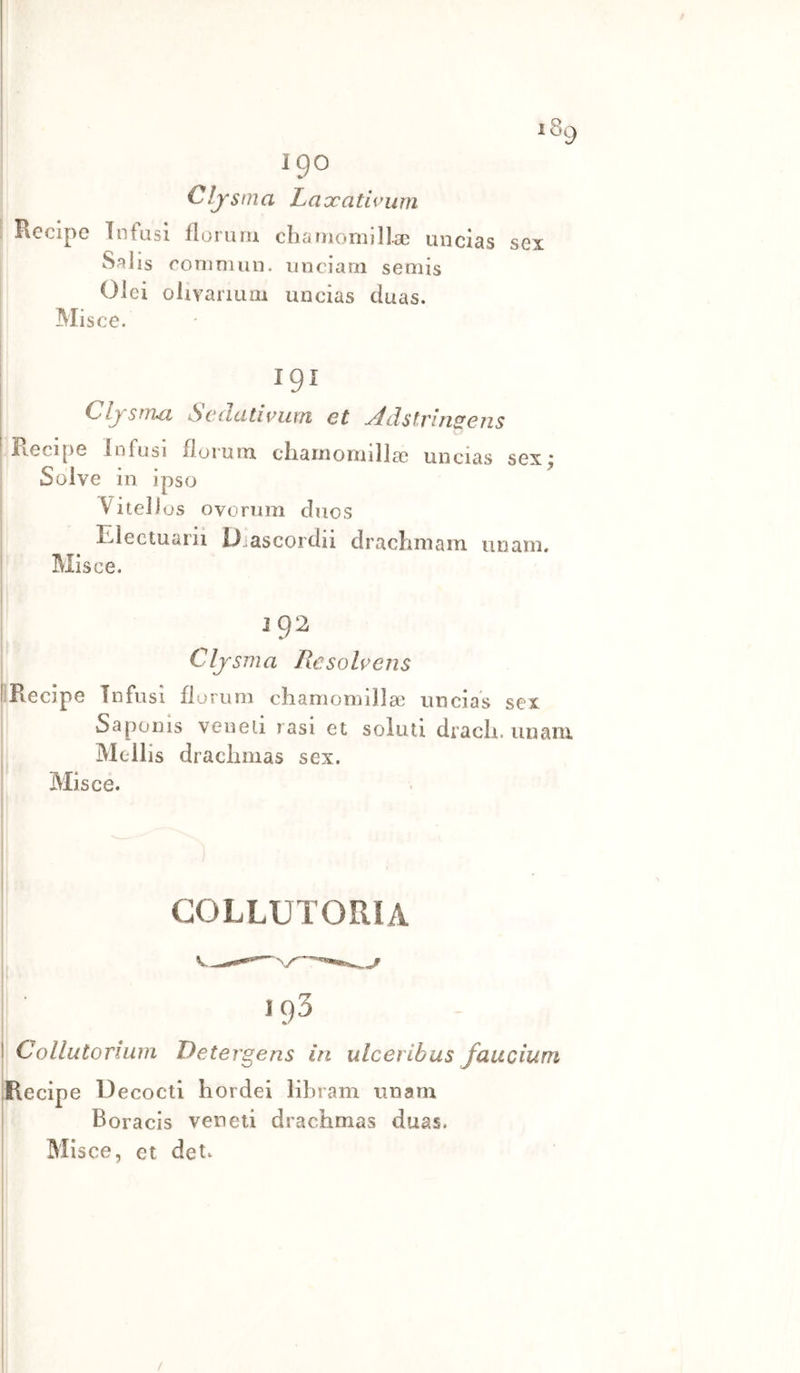 189
190
Clysma Laxativum
Recipe Infusi florum chamomillæ uncias sex
Salis commun. unciam semis
Olei olivarum uncias duas.
Misce.
191
Clysma Sedativum et Adstringens
Recipe Infusi florum chamomillæ uncias sex;
Solve in ipso
Vitellos ovorum duos
Electuarii Diascordii drachmam unam.
Misce.
192
Clysma Resolvens
Recipe Infusi florum chamomillæ uncias sex
Saponis veneti rasi et soluti drach. unam
Mellis drachmas sex.
Misce.
COLLUTORIA
193
Collutorium Detergens in ulceribus faucium
Recipe Decocti hordei libram unam
Boracis veneti drachmas duas.
Misce, et det.